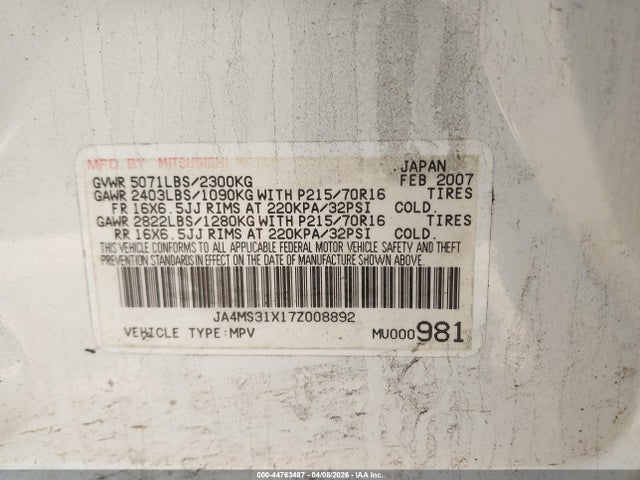 MFD. BY MITSUBISHI JAPAN
GVWR 5071LBS/2300KG FEB 2007
GAWR 2403LBS/1090KG WITH P215/70R16 TIRES
FR 16X6.5JJ RIMS AT 220KPA/32PSI COLD.
GAWR 2822LBS/1280KG WITH P215/70R16 TIRES
RR 16X6.5JJ RIMS AT 220KPA/32PSI COLD.
THIS VEHICLE CONFORMS TO ALL APPLICABLE FEDERAL MOTOR VEHICLE SAFETY AND THEFT
PREVENTION STANDARDS IN EFFECT ON THE DATE OF MANUFACTURE SHOWN ABOVE.
JA4MS31X17Z008892
VEHICLE TYPE:MPV MU000981
000-44763487 - 04/08/2026 - IAAI, Inc.